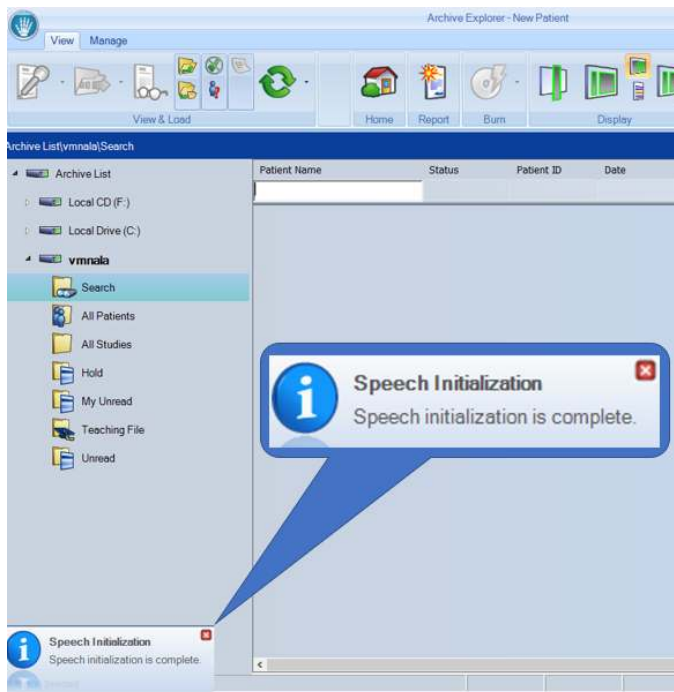 Archive Explorer - New Patient
View Manage
View & Load Home Report Burn Display
Archive List\vmnala\Search
Patient Name Status Patient ID Date
Archive List
Local CD (F:)
Local Drive (C:)
vmnala
Search
All Patients
All Studies
Hold
My Unread
Teaching File
Unread
Speech Initialization
Speech initialization is complete.
Speech Initialization
Speech initialization is complete.